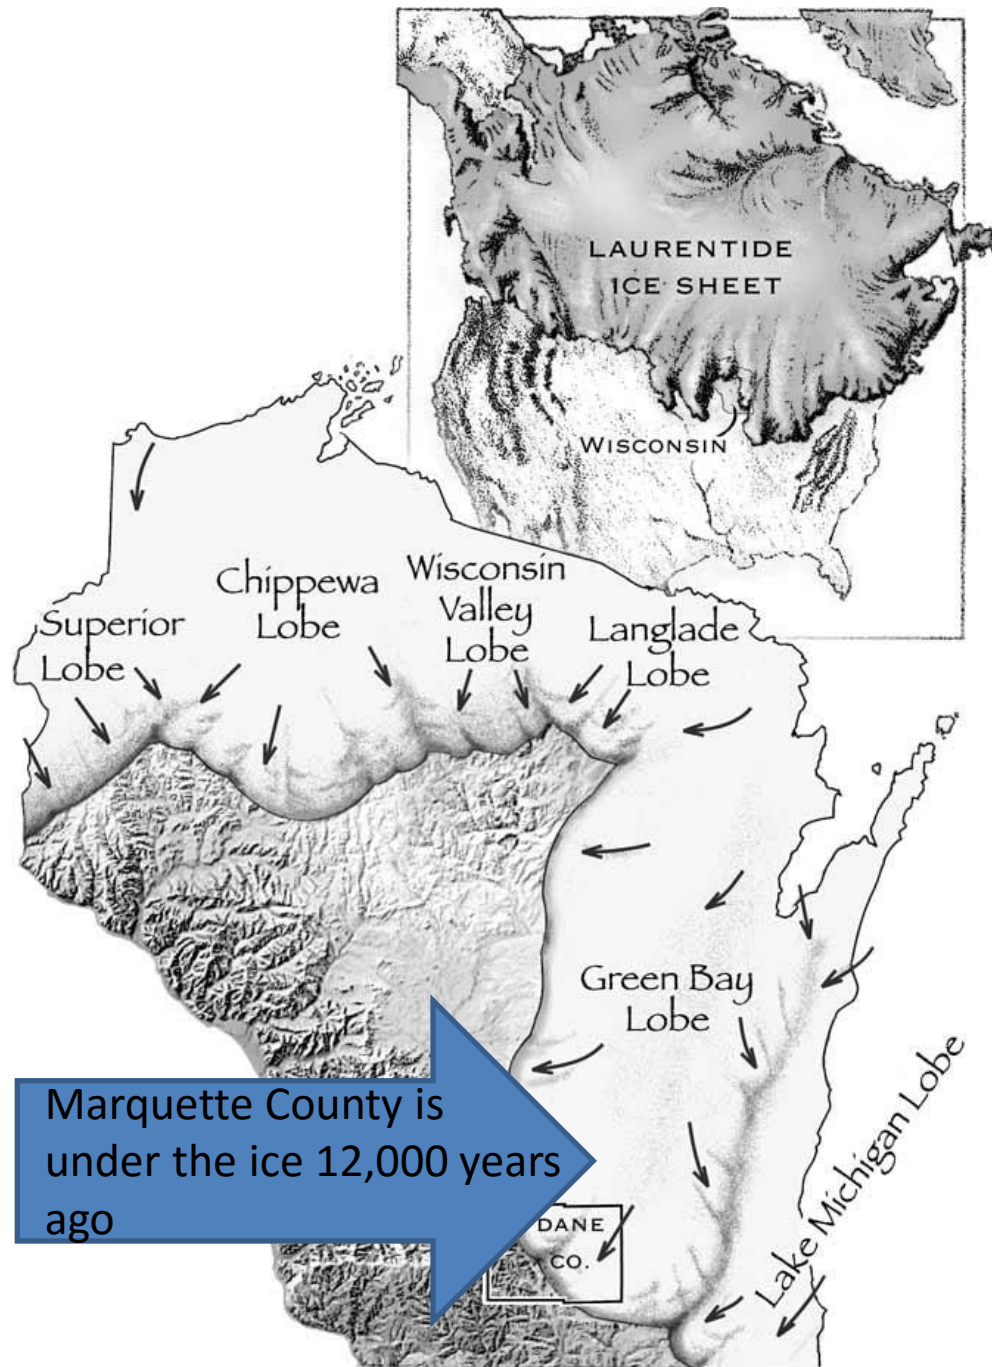 LAURENTIDE
ICE SHEET
WISCONSIN
Superior
Lobe
Chippewa
Lobe
Wisconsin
Valley
Lobe
Langlade
Lobe
Green Bay
Lobe
Lake Michigan Lobe
Marquette County is
under the ice 12,000 years
ago
DANE
CO.